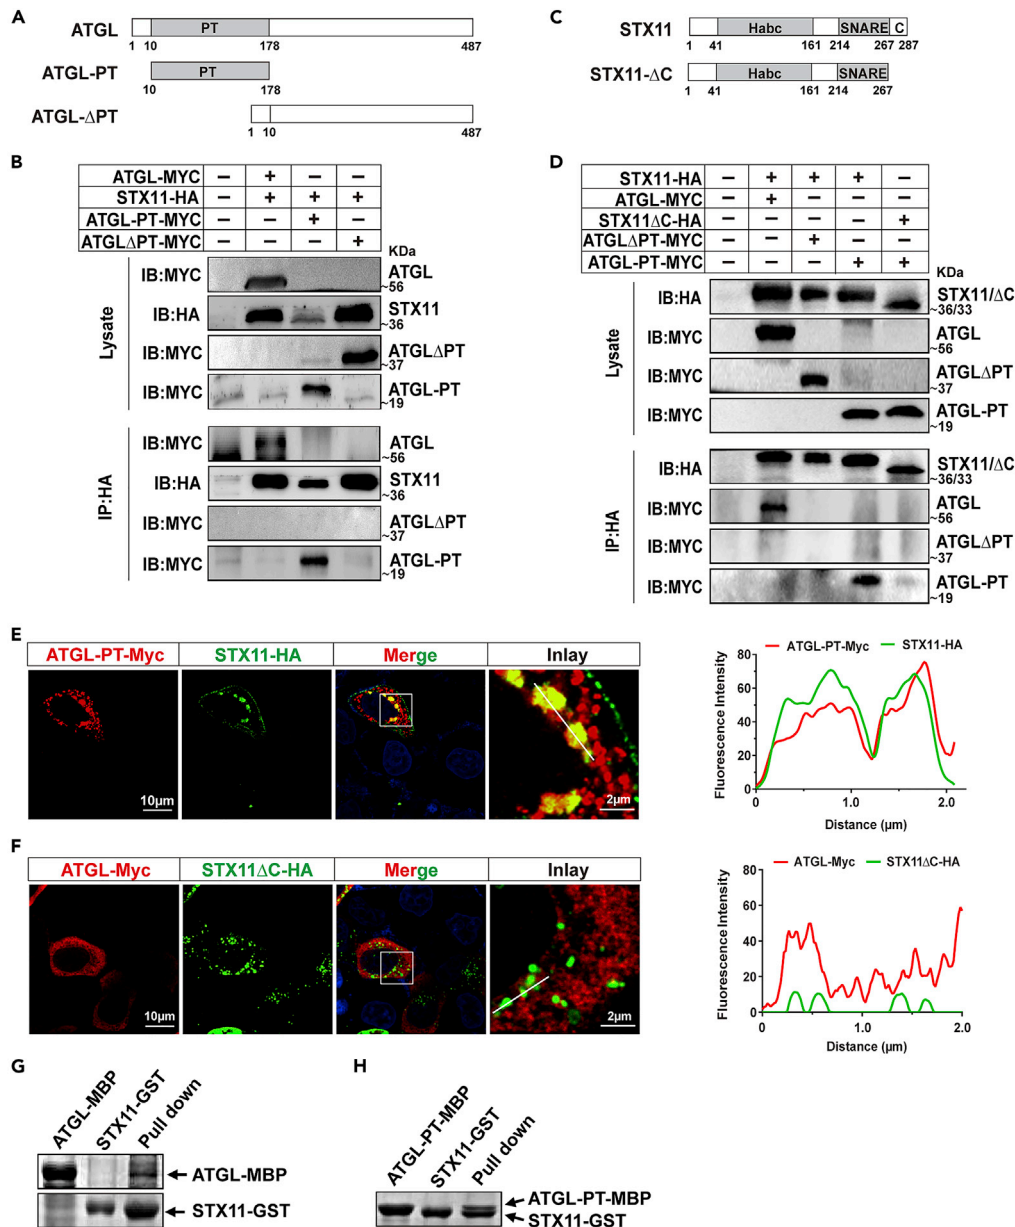 A
ATGL
PT
1 10 178 487
ATGL-PT
PT
10 178
ATGL-ΔPT
1 10 487
C
STX11
Habc SNARE C
1 41 161 214 267 287
STX11-ΔC
Habc SNARE
1 41 161 214 267
B
ATGL-MYC – + – –
STX11-HA – + + +
ATGL-PT-MYC – – + –
ATGLΔPT-MYC – – – +
KDa
Lysate
IB:MYC ATGL ~56
IB:HA STX11 ~36
IB:MYC ATGLΔPT ~37
IB:MYC ATGL-PT ~19
IP:HA
IB:MYC ATGL ~56
IB:HA STX11 ~36
IB:MYC ATGLΔPT ~37
IB:MYC ATGL-PT ~19
D
STX11-HA – + + + –
ATGL-MYC – + – – –
STX11ΔC-HA – – – – +
ATGLΔPT-MYC – – + – –
ATGL-PT-MYC – – – + +
KDa
Lysate
IB:HA STX11/ΔC ~36/33
IB:MYC ATGL ~56
IB:MYC ATGLΔPT ~37
IB:MYC ATGL-PT ~19
IP:HA
IB:HA STX11/ΔC ~36/33
IB:MYC ATGL ~56
IB:MYC ATGLΔPT ~37
IB:MYC ATGL-PT ~19
E
ATGL-PT-Myc STX11-HA Merge Inlay
10µm 2µm
ATGL-PT-Myc STX11-HA
Fluorescence Intensity
80
60
40
20
0
0 1.0 2.0
Distance (µm)
F
ATGL-Myc STX11ΔC-HA Merge Inlay
10µm 2µm
ATGL-Myc STX11ΔC-HA
Fluorescence Intensity
80
60
40
20
0
0 1.0 2.0
Distance (µm)
G
ATGL-MBP STX11-GST Pull down
ATGL-MBP
STX11-GST
H
ATGL-PT-MBP STX11-GST Pull down
ATGL-PT-MBP
STX11-GST